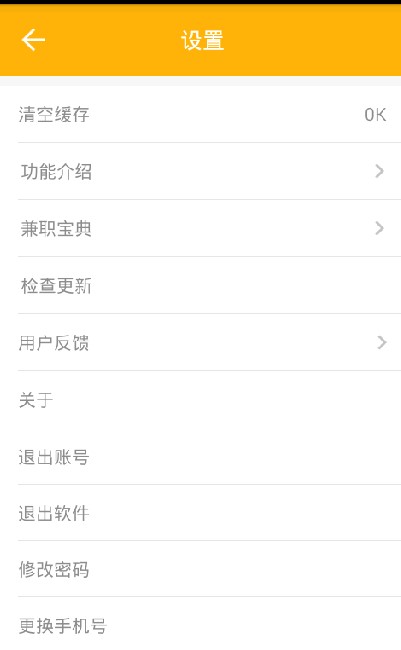 设置
清空缓存 0K
功能介绍
兼职宝典
检查更新
用户反馈
关于
退出账号
退出软件
修改密码
更换手机号